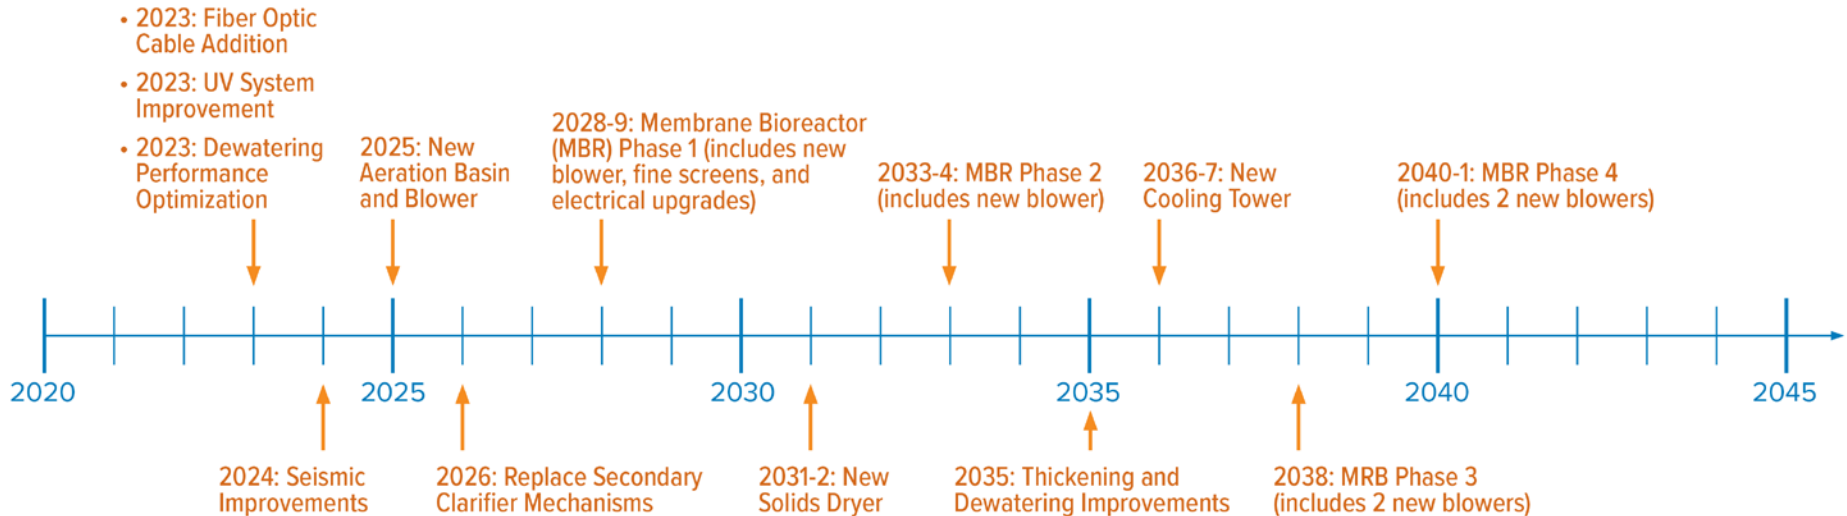 • 2023: Fiber Optic
Cable Addition
• 2023: UV System
Improvement
• 2023: Dewatering
Performance
Optimization
2025: New
Aeration Basin
and Blower
2028-9: Membrane Bioreactor
(MBR) Phase 1 (includes new
blower, fine screens, and
electrical upgrades)
2033-4: MBR Phase 2
(includes new blower)
2036-7: New
Cooling Tower
2040-1: MBR Phase 4
(includes 2 new blowers)
2020
2025
2030
2035
2040
2045
2024: Seismic
Improvements
2026: Replace Secondary
Clarifier Mechanisms
2031-2: New
Solids Dryer
2035: Thickening and
Dewatering Improvements
2038: MRB Phase 3
(includes 2 new blowers)